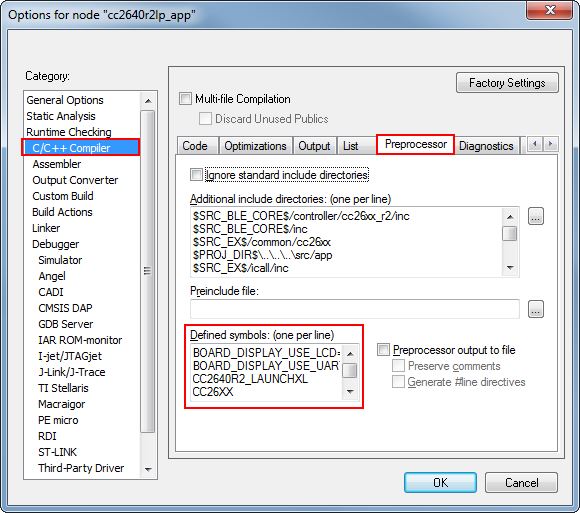 Options for node "cc2640r2lp_app"
Category:
General Options
Static Analysis
Runtime Checking
C/C++ Compiler
Assembler
Output Converter
Custom Build
Build Actions
Linker
Debugger
Simulator
Angel
CADI
CMSIS DAP
GDB Server
IAR ROM-monitor
I-jet/JTAGjet
J-Link/J-Trace
TI Stellaris
Macraigor
PE micro
RDI
ST-LINK
Third-Party Driver
Factory Settings
Multi-file Compilation
Discard Unused Publics
Code Optimizations Output List Preprocessor Diagnostics
Ignore standard include directories
Additional include directories: (one per line)
$SRC_BLE_CORE$/controller/cc26xx_r2/inc
$SRC_BLE_CORE$/inc
$SRC_EX$/common/cc26xx
$PROJ_DIR$\..\..\..\src/app
$SRC_EX$/icall/inc
...
Preinclude file:
...
Defined symbols: (one per line)
BOARD_DISPLAY_USE_LCD=
BOARD_DISPLAY_USE_UAR
CC2640R2_LAUNCHXL
CC26XX
Preprocessor output to file
Preserve comments
Generate #line directives
OK
Cancel